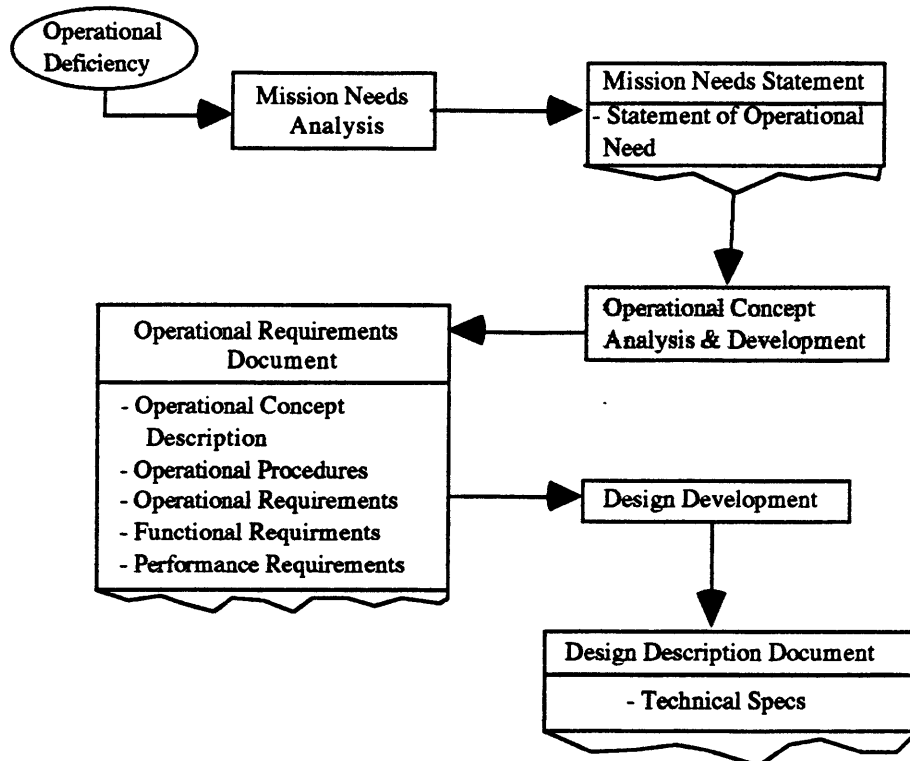 Operational
Deficiency
Mission Needs
Analysis
Mission Needs Statement
- Statement of Operational
Need
Operational Concept
Analysis & Development
Operational Requirements
Document
- Operational Concept
Description
- Operational Procedures
- Operational Requirements
- Functional Requirments
- Performance Requirements
Design Development
Design Description Document
- Technical Specs